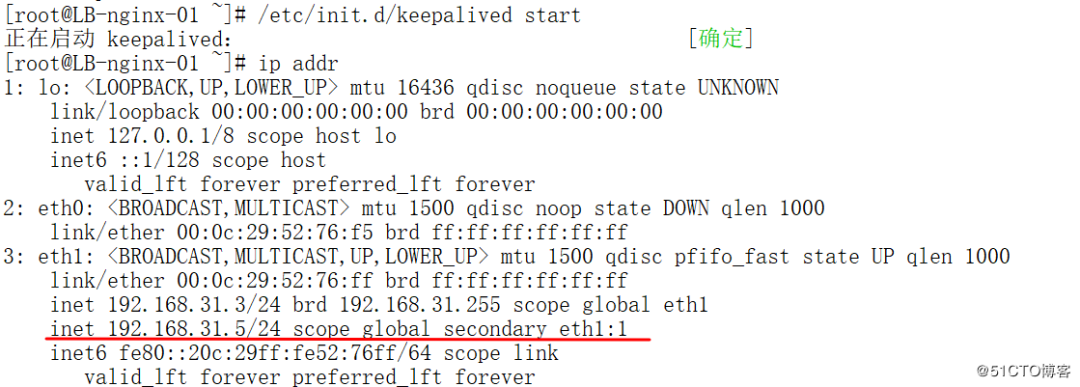 [root@LB-nginx-01 ~]# /etc/init.d/keepalived start
正在启动 keepalived: [确定]
[root@LB-nginx-01 ~]# ip addr
1: lo: <LOOPBACK,UP,LOWER_UP> mtu 16436 qdisc noqueue state UNKNOWN
link/loopback 00:00:00:00:00:00 brd 00:00:00:00:00:00
inet 127.0.0.1/8 scope host lo
inet6 ::1/128 scope host
valid_lft forever preferred_lft forever
2: eth0: <BROADCAST,MULTICAST> mtu 1500 qdisc noop state DOWN qlen 1000
link/ether 00:0c:29:52:76:f5 brd ff:ff:ff:ff:ff:ff
3: eth1: <BROADCAST,MULTICAST,UP,LOWER_UP> mtu 1500 qdisc pfifo_fast state UP qlen 1000
link/ether 00:0c:29:52:76:ff brd ff:ff:ff:ff:ff:ff
inet 192.168.31.3/24 brd 192.168.31.255 scope global eth1
inet 192.168.31.5/24 scope global secondary eth1:1
inet6 fe80::20c:29ff:fe52:76ff/64 scope link
valid_lft forever preferred_lft forever
@51CTO博客